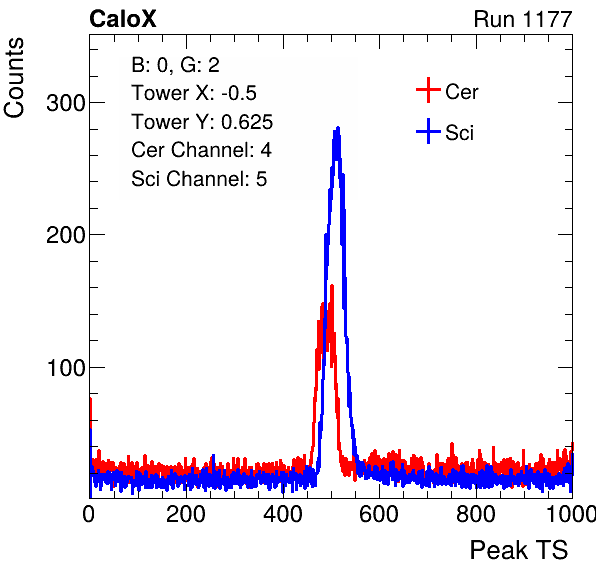 CaloX Run 1177
Counts
B: 0, G: 2
Tower X: -0.5
Tower Y: 0.625
Cer Channel: 4
Sci Channel: 5
Cer
Sci
300
200
100
0 200 400 600 800 1000
Peak TS